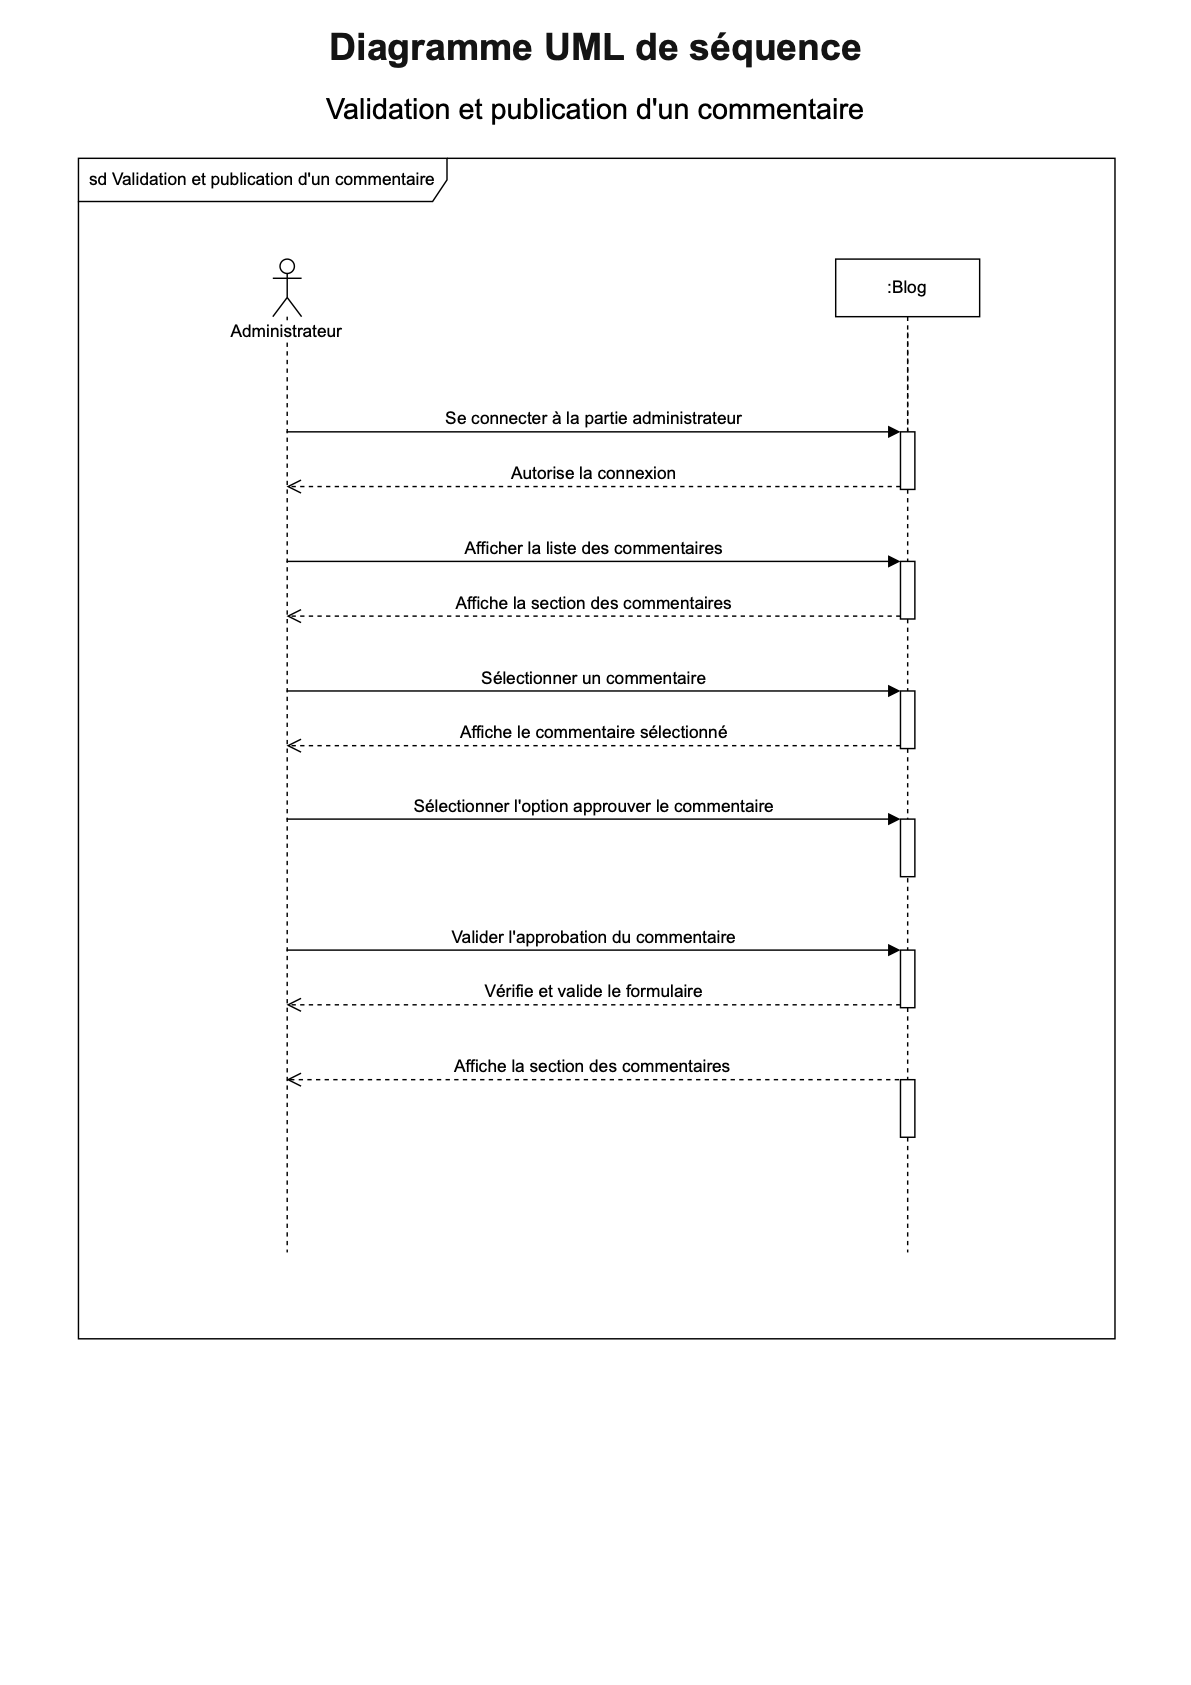 Diagramme UML de séquence
Validation et publication d'un commentaire
sd Validation et publication d'un commentaire
:Blog
Administrateur
Se connecter à la partie administrateur
Autorise la connexion
Afficher la liste des commentaires
Affiche la section des commentaires
Sélectionner un commentaire
Affiche le commentaire sélectionné
Sélectionner l'option approuver le commentaire
Valider l'approbation du commentaire
Vérifie et valide le formulaire
Affiche la section des commentaires